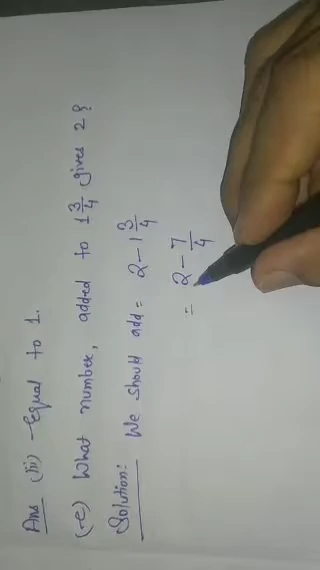 Ans (iii) Equal to 1.
(e) What number, added to 1 3/4 gives 2?
Solution: We should add = 2 - 1 3/4
= 2 - 7/4